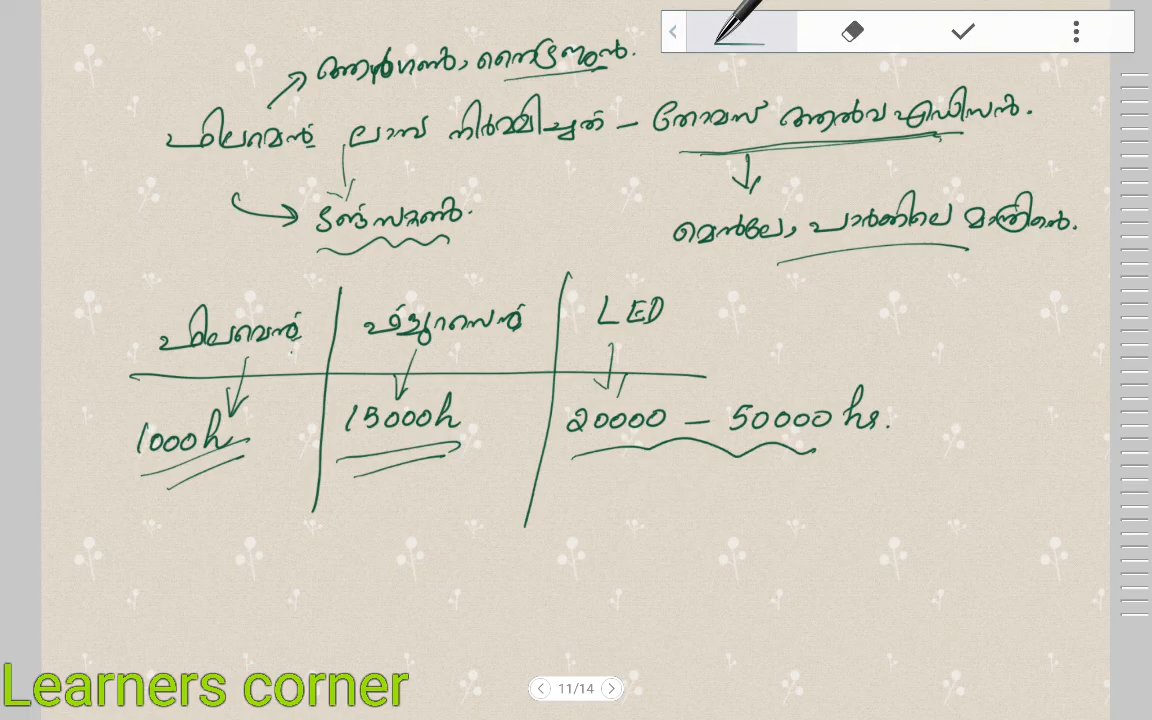 ആർഗൺ, നൈട്രജൻ.
ഫിലമെൻ്റ് ലാമ്പ് നിർമ്മിച്ചത് – തോമസ് ആൽവ എഡിസൺ.
ടങ്സ്റ്റൺ.
മെൻലോ, പാർക്കിലെ മാന്ത്രികൻ.
ഫിലമെൻ്റ്
ഫ്ളൂറസെൻ്റ്
LED
1000h
15000h
20000 – 50000 hs.
Learners corner
11/14